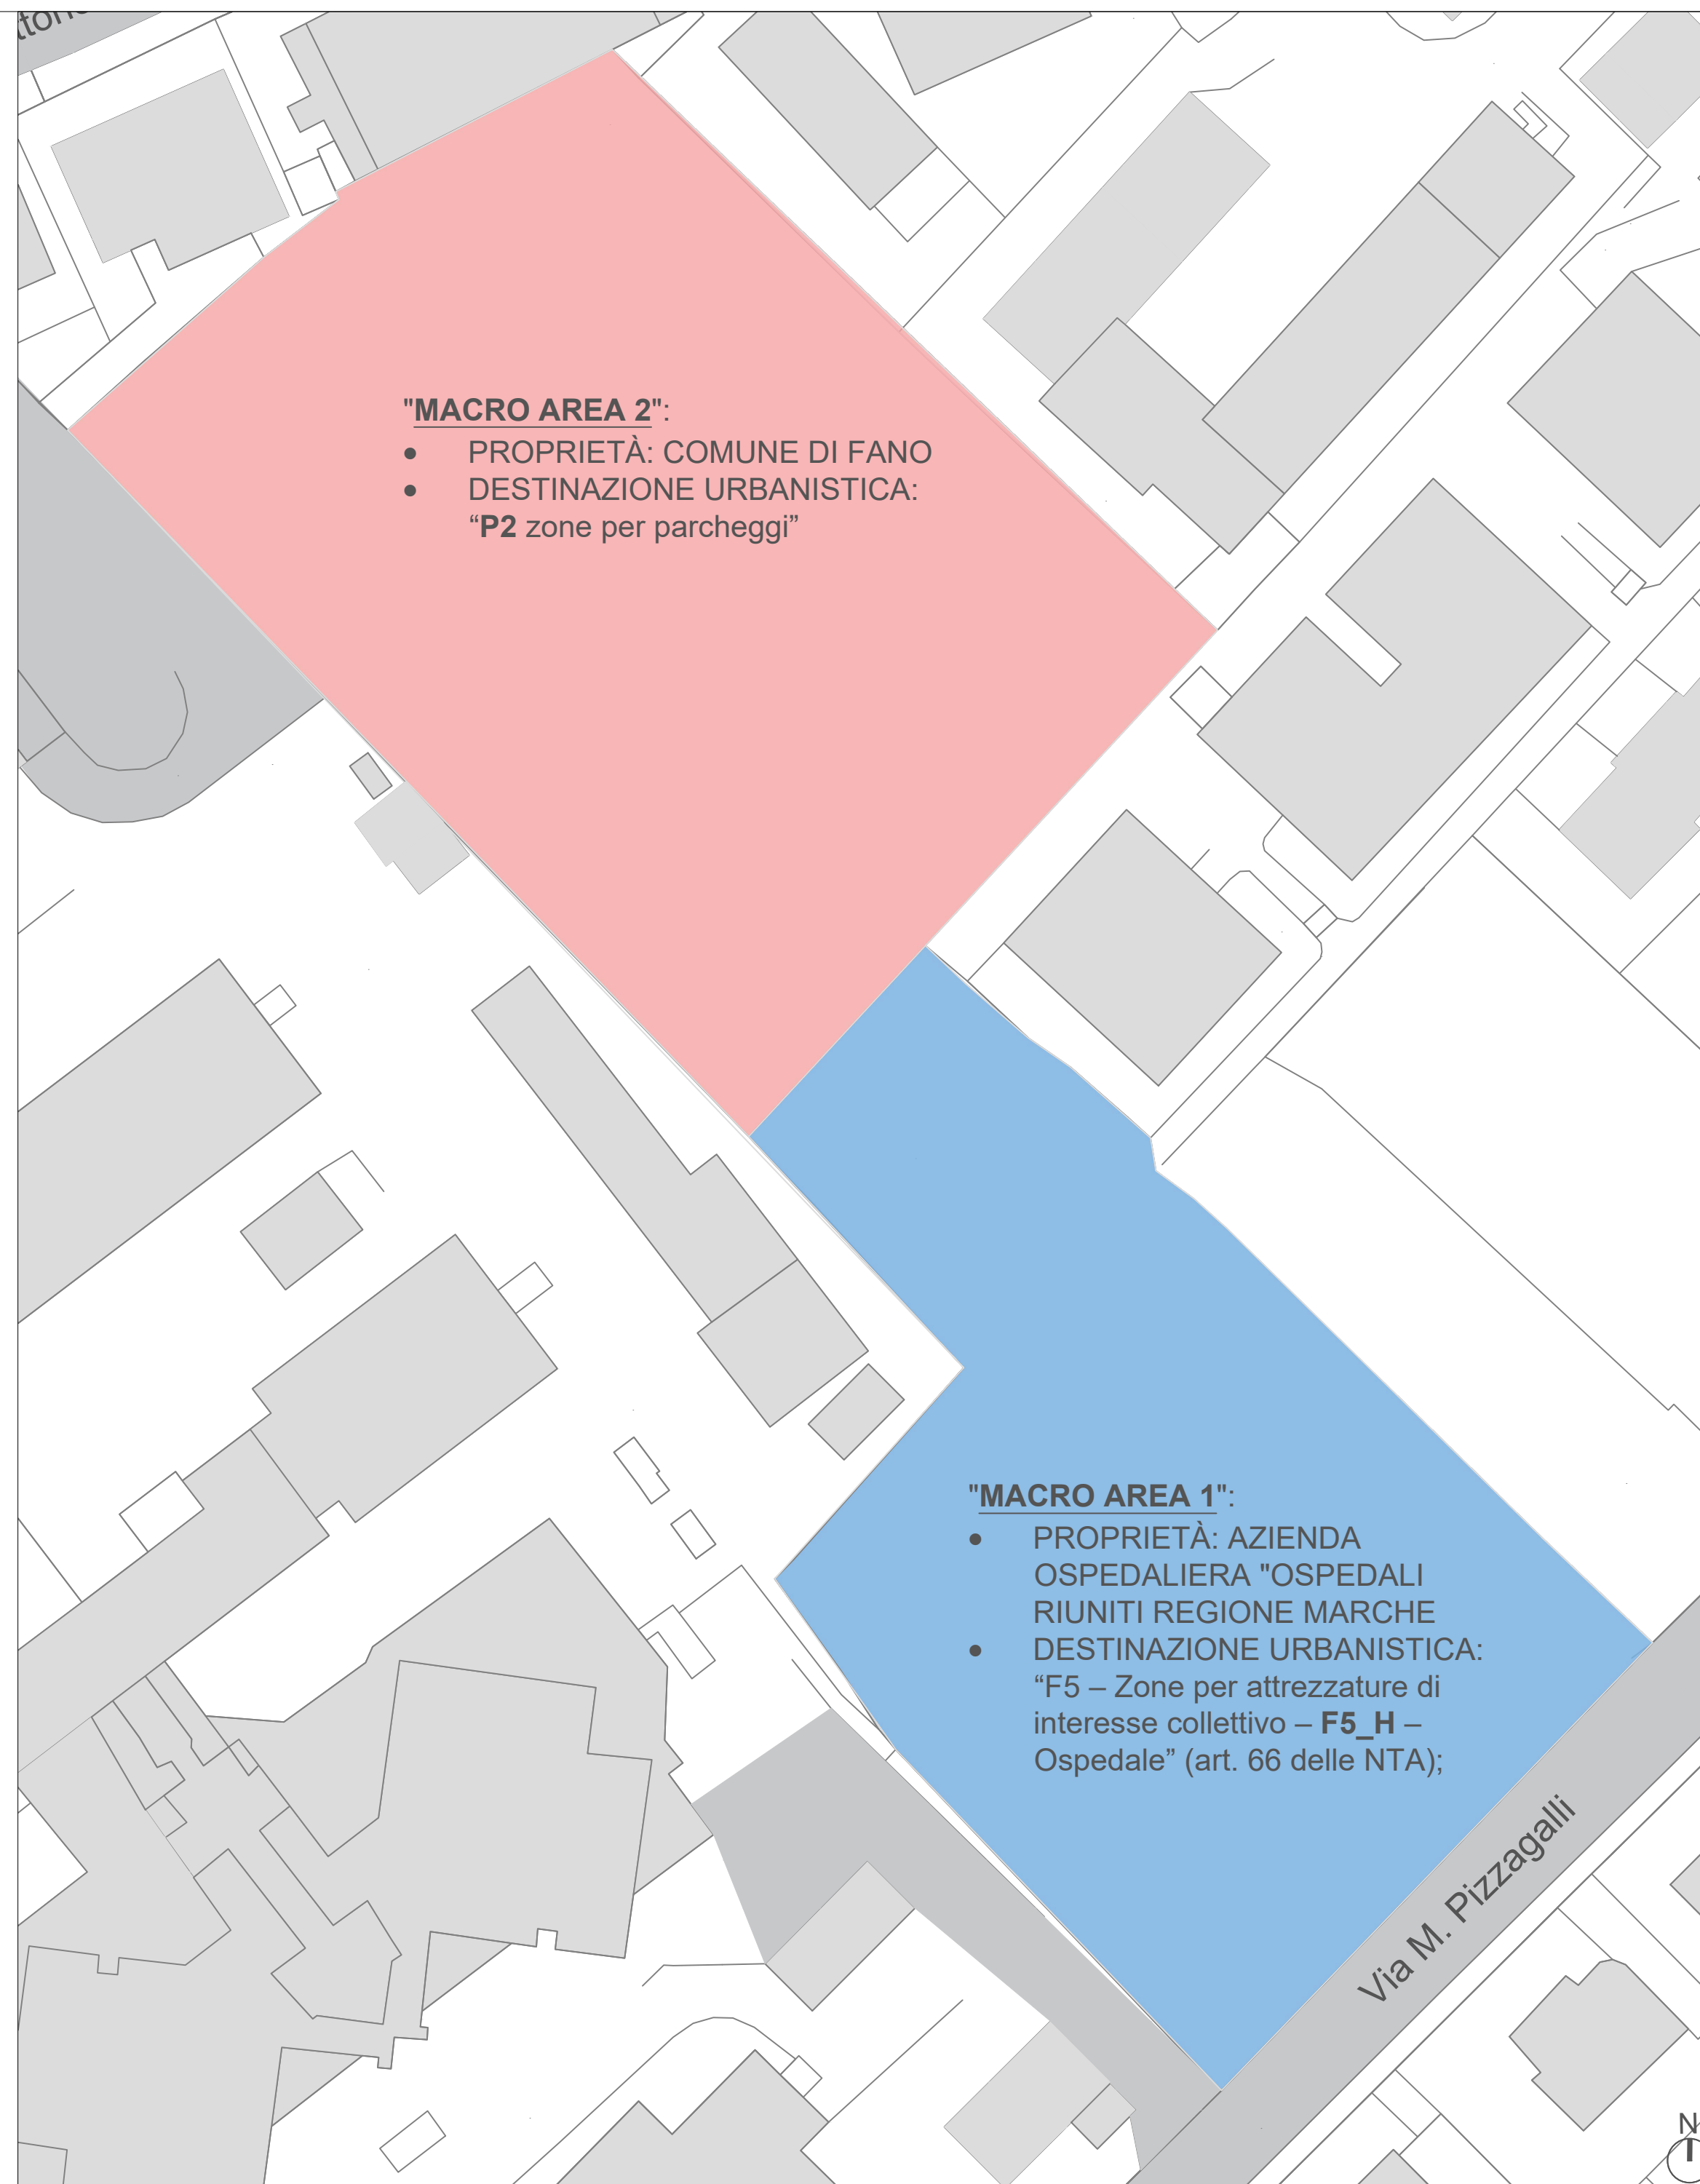 "MACRO AREA 2":
● PROPRIETÀ: COMUNE DI FANO
● DESTINAZIONE URBANISTICA:
“P2 zone per parcheggi”
"MACRO AREA 1":
● PROPRIETÀ: AZIENDA
OSPEDALIERA "OSPEDALI
RIUNITI REGIONE MARCHE
● DESTINAZIONE URBANISTICA:
“F5 – Zone per attrezzature di
interesse collettivo – F5_H –
Ospedale” (art. 66 delle NTA);
Via M. Pizzagalli
N